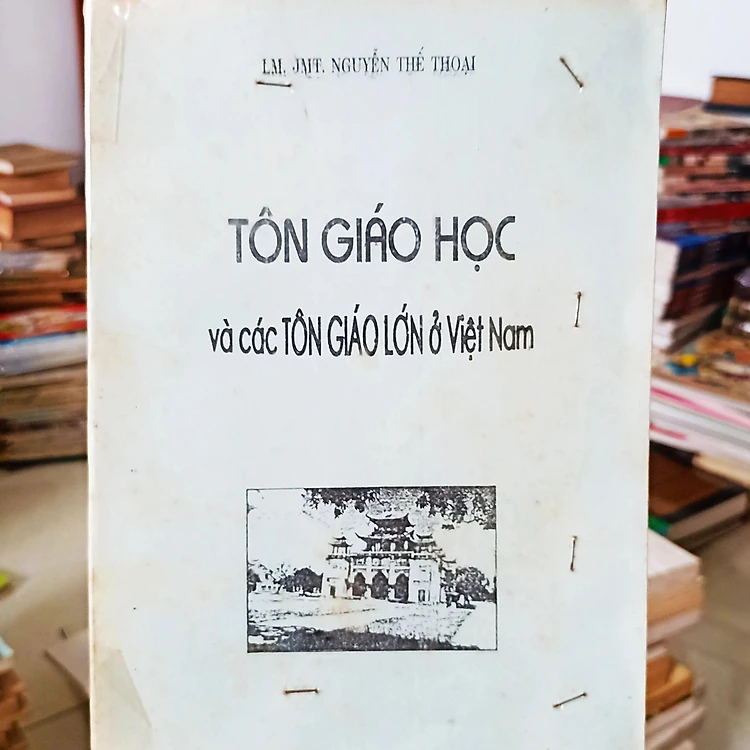 LM. JMT. NGUYỄN THẾ THOẠI
TÔN GIÁO HỌC
và các TÔN GIÁO LỚN ở Việt Nam